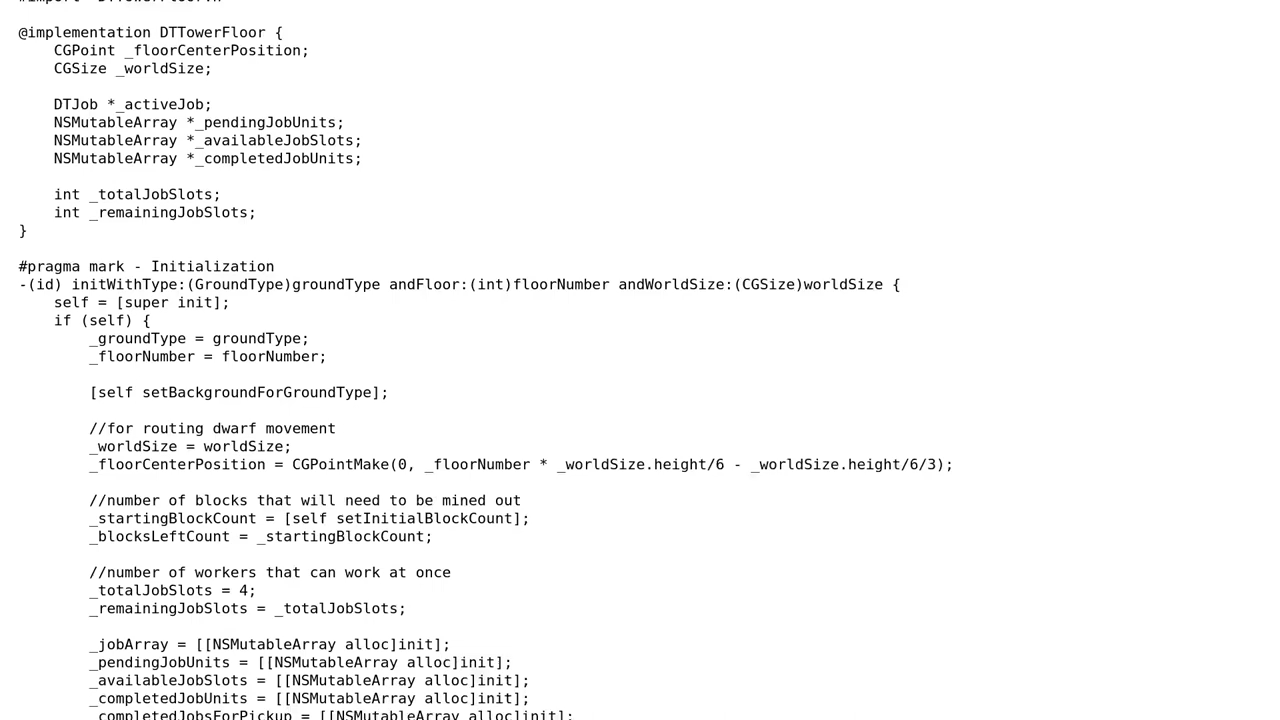 @implementation DTTowerFloor {
    CGPoint _floorCenterPosition;
    CGSize _worldSize;

    DTJob *_activeJob;
    NSMutableArray *_pendingJobUnits;
    NSMutableArray *_availableJobSlots;
    NSMutableArray *_completedJobUnits;

    int _totalJobSlots;
    int _remainingJobSlots;
}

#pragma mark - Initialization
-(id) initWithType:(GroundType)groundType andFloor:(int)floorNumber andWorldSize:(CGSize)worldSize {
    self = [super init];
    if (self) {
        _groundType = groundType;
        _floorNumber = floorNumber;

        [self setBackgroundForGroundType];

        //for routing dwarf movement
        _worldSize = worldSize;
        _floorCenterPosition = CGPointMake(0, _floorNumber * _worldSize.height/6 - _worldSize.height/6/3);

        //number of blocks that will need to be mined out
        _startingBlockCount = [self setInitialBlockCount];
        _blocksLeftCount = _startingBlockCount;

        //number of workers that can work at once
        _totalJobSlots = 4;
        _remainingJobSlots = _totalJobSlots;

        _jobArray = [[NSMutableArray alloc]init];
        _pendingJobUnits = [[NSMutableArray alloc]init];
        _availableJobSlots = [[NSMutableArray alloc]init];
        _completedJobUnits = [[NSMutableArray alloc]init];
        _completedJobsForPickup = [[NSMutableArray alloc]init];